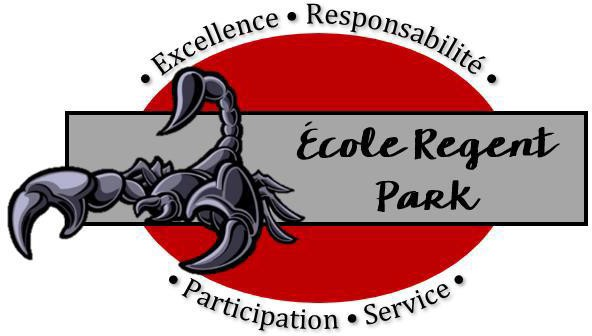 • Excellence • Responsabilité •
École Regent
Park
• Participation • Service •